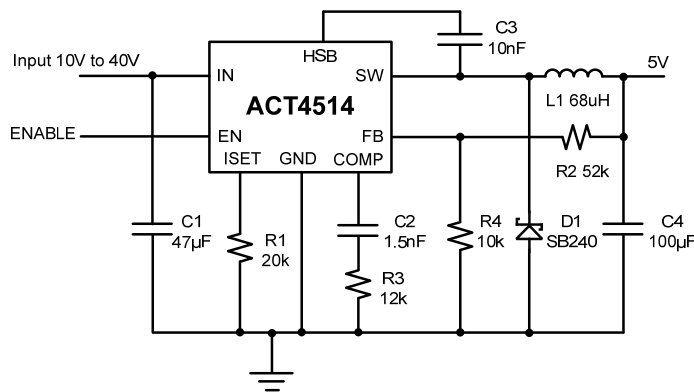 C3
10nF
HSB
Input 10V to 40V
IN
SW
5V
ACT4514
L1 68uH
ENABLE
EN
FB
ISET
GND
COMP
R2 52k
C1
47µF
R1
20k
C2
1.5nF
R4
10k
D1
SB240
C4
100µF
R3
12k